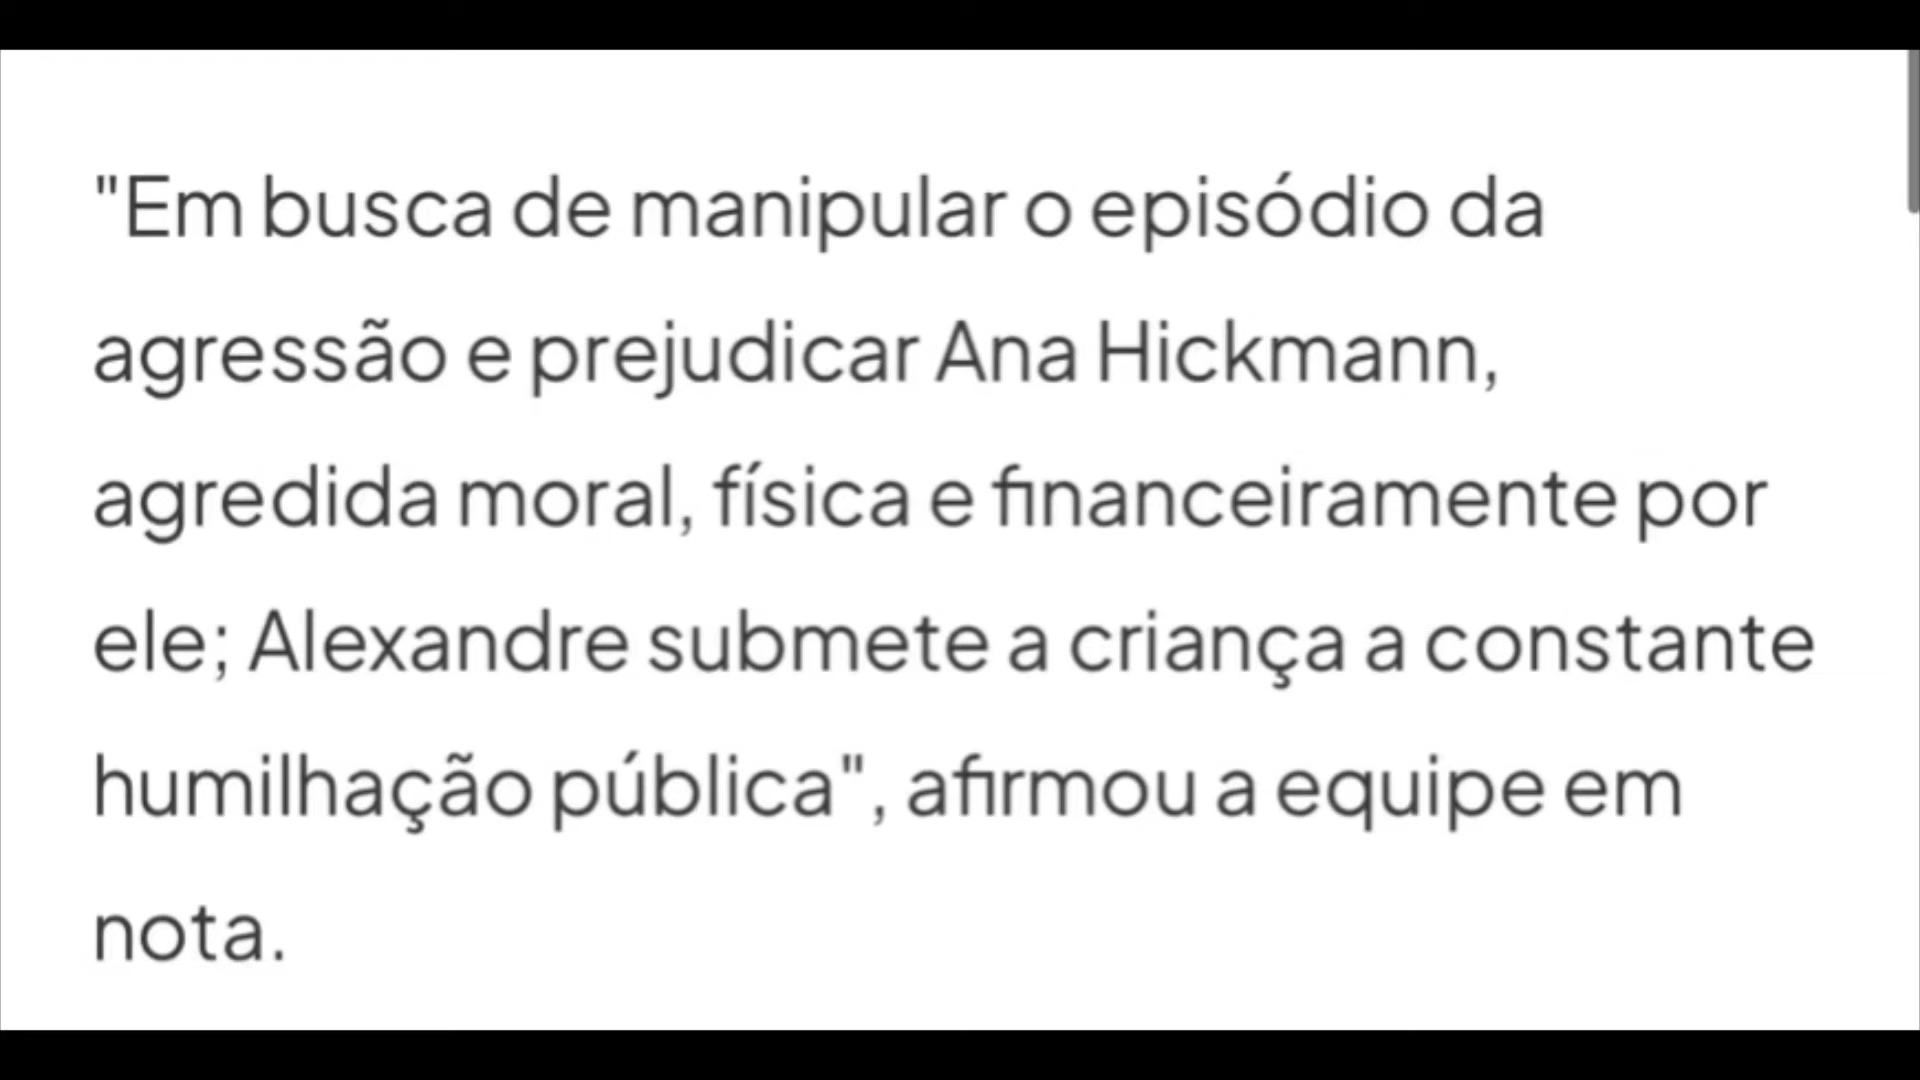 "Em busca de manipular o episódio da
agressão e prejudicar Ana Hickmann,
agredida moral, física e financeiramente por
ele; Alexandre submete a criança a constante
humilhação pública", afirmou a equipe em
nota.